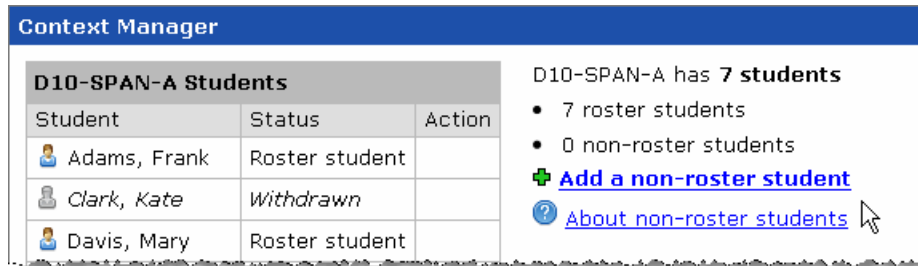 Context Manager
D10-SPAN-A Students
Student Status Action
Adams, Frank Roster student
Clark, Kate Withdrawn
Davis, Mary Roster student
D10-SPAN-A has 7 students
• 7 roster students
• 0 non-roster students
Add a non-roster student
About non-roster students